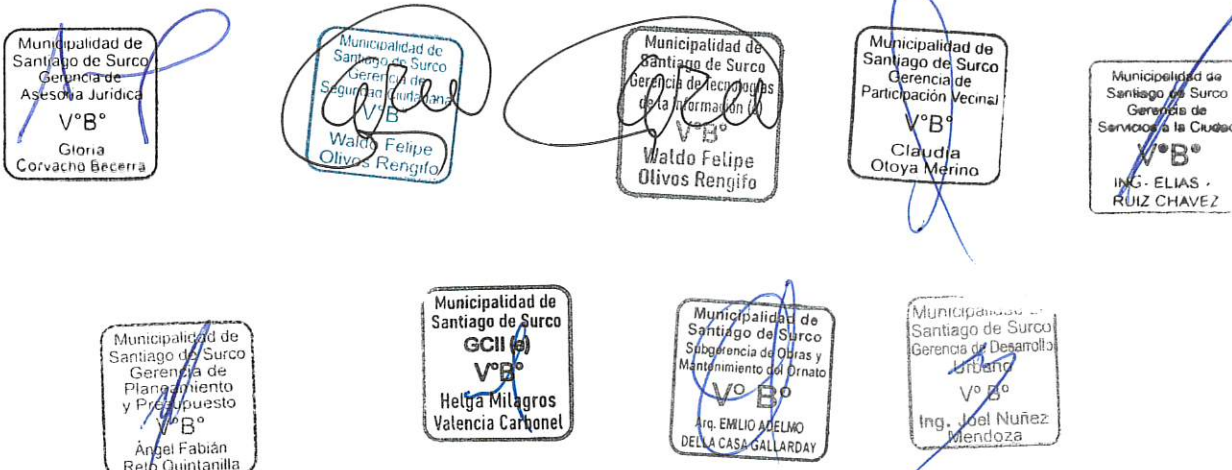 Municipalidad de
Santiago de Surco
Gerencia de
Asesoria Jurídica
V°B°
Gloria
Corvacho Becerra
Municipalidad de
Santiago de Surco
Gerencia de
Seguridad Ciudadana
V°B°
Waldo Felipe
Olivos Rengifo
Municipalidad de
Santiago de Surco
Gerencia de Tecnologías
de la Información (e)
V°B°
Waldo Felipe
Olivos Rengifo
Municipalidad de
Santiago de Surco
Gerencia de
Participación Vecinal
V°B°
Claudia
Otoya Merino
Municipalidad de
Santiago de Surco
Gerencia de
Servicios a la Ciudad
V°B°
ING. ELIAS
RUIZ CHAVEZ
Municipalidad de
Santiago de Surco
Gerencia de
Planeamiento
y Presupuesto
V°B°
Ángel Fabián
Reto Quintanilla
Municipalidad de
Santiago de Surco
GCII (e)
V°B°
Helga Milagros
Valencia Carbonel
Municipalidad de
Santiago de Surco
Subgerencia de Obras y
Mantenimiento del Ornato
V° B°
Arq. EMILIO ADELMO
DELLA CASA GALLARDAY
Municipalidad de
Santiago de Surco
Gerencia de Desarrollo
Urbano
V° B°
Ing. Joel Nuñez
Mendoza